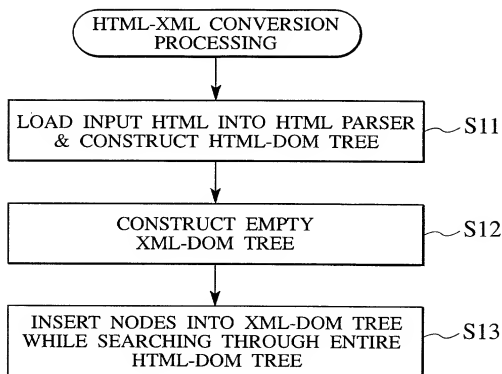 HTML-XML CONVERSION
PROCESSING
LOAD INPUT HTML INTO HTML PARSER
& CONSTRUCT HTML-DOM TREE
S11
CONSTRUCT EMPTY
XML-DOM TREE
S12
INSERT NODES INTO XML-DOM TREE
WHILE SEARCHING THROUGH ENTIRE
HTML-DOM TREE
S13